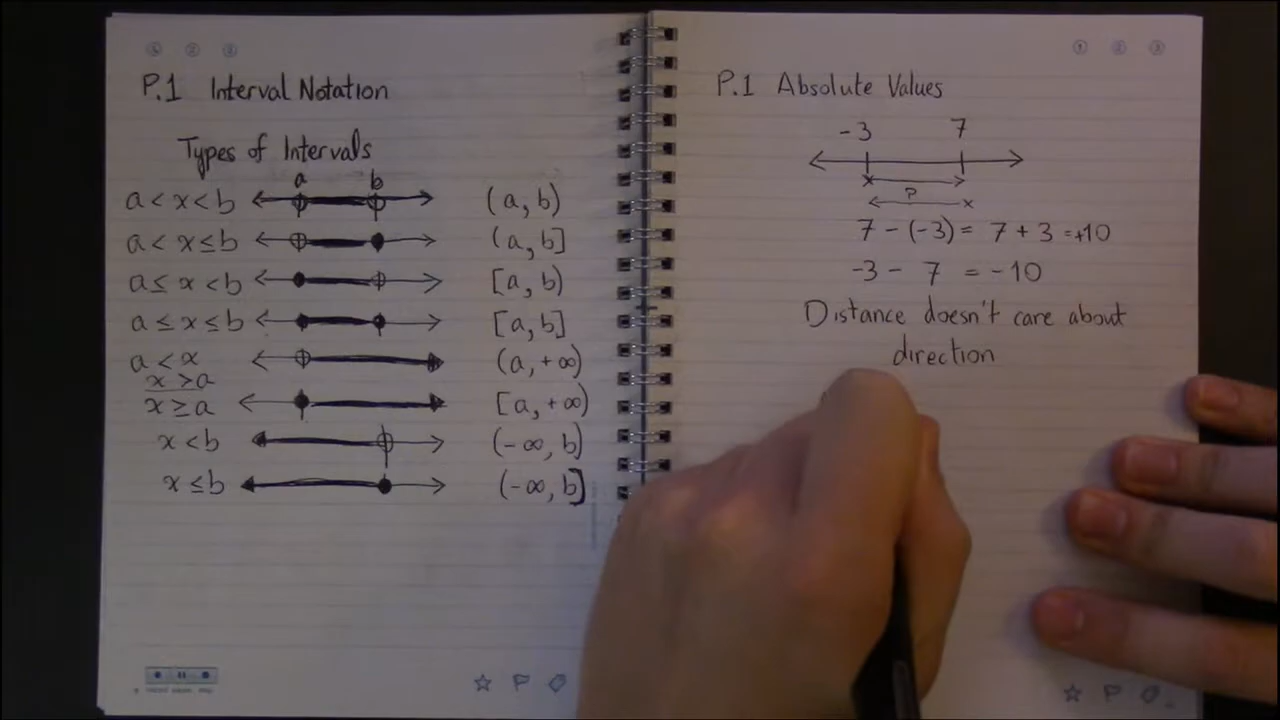 P.1 Interval Notation
Types of Intervals
a b
a < x < b (a, b)
a < x ≤ b (a, b]
a ≤ x < b [a, b)
a ≤ x ≤ b [a, b]
a < x (a, +∞)
x > a
x ≥ a [a, +∞)
x < b (-∞, b)
x ≤ b (-∞, b]
P.1 Absolute Values
-3 7
7 - (-3) = 7 + 3 = +10
-3 - 7 = -10
Distance doesn't care about
direction